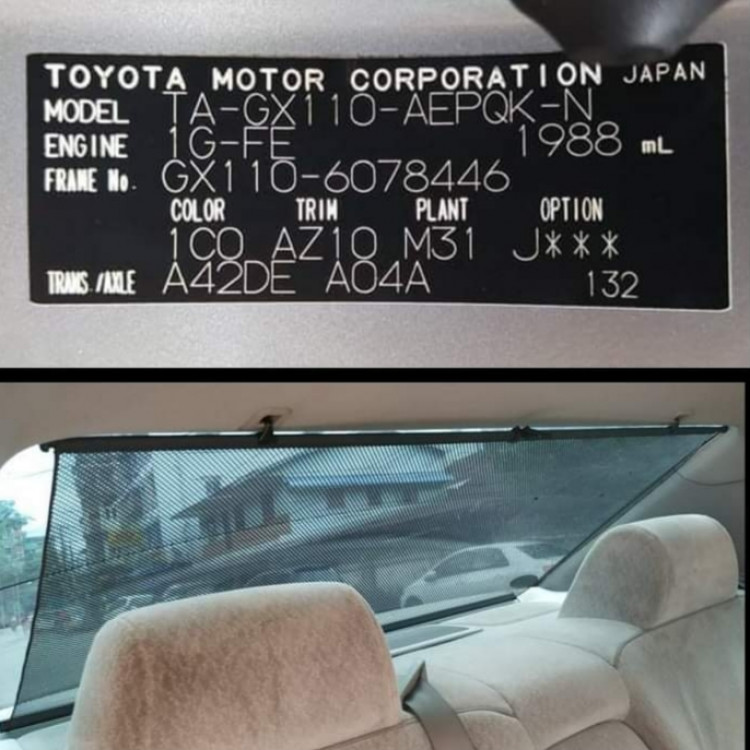 TOYOTA MOTOR CORPORATION JAPAN
MODEL TA-GX110-AEPQK-N
ENGINE 1G-FE 1988 mL
FRAME No. GX110-6078446
COLOR TRIM PLANT OPTION
1C0 AZ10 M31 J***
TRANS./AXLE A42DE A04A 132